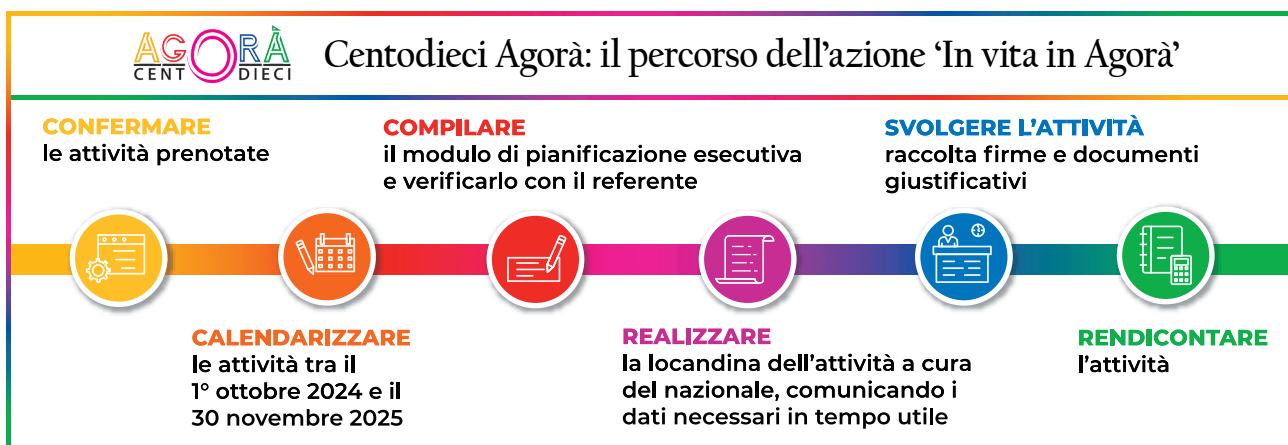 AGORÀ
CENTODIECI
Centodieci Agorà: il percorso dell'azione ‘In vita in Agorà’
CONFERMARE
le attività prenotate
CALENDARIZZARE
le attività tra il
1° ottobre 2024 e il
30 novembre 2025
COMPILARE
il modulo di pianificazione esecutiva
e verificarlo con il referente
REALIZZARE
la locandina dell'attività a cura
del nazionale, comunicando i
dati necessari in tempo utile
SVOLGERE L'ATTIVITÀ
raccolta firme e documenti
giustificativi
RENDICONTARE
l'attività